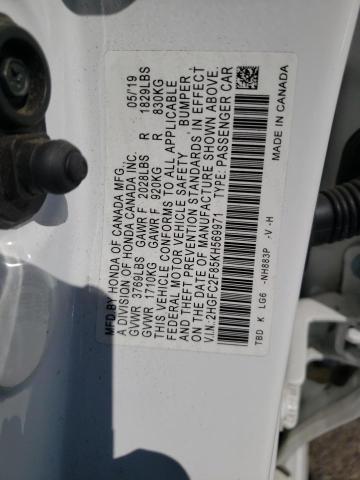 MFD BY HONDA OF CANADA MFG. 05/19
A DIVISION OF HONDA CANADA INC.
GVWR 3769LBS GAWR F 2028LBS R 1829LBS
GVWR 1710KG GAWR F 920KG R 830KG
THIS VEHICLE CONFORMS TO ALL APPLICABLE
FEDERAL MOTOR VEHICLE SAFETY, BUMPER,
AND THEFT PREVENTION STANDARDS IN EFFECT
ON THE DATE OF MANUFACTURE SHOWN ABOVE.
V.I.N. 2HGFC2F85KH569971 TYPE: PASSENGER CAR
TBD K LG6 -NH883P -V-H
MADE IN CANADA